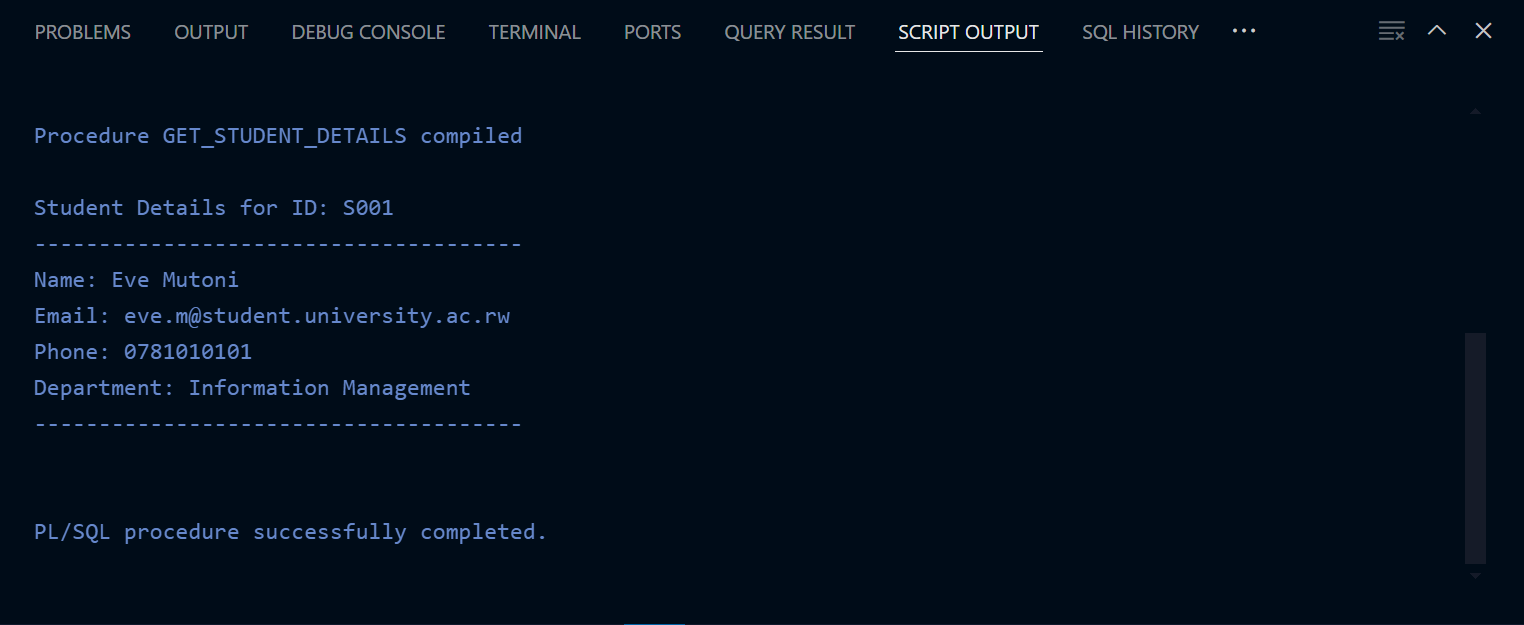 PROBLEMS OUTPUT DEBUG CONSOLE TERMINAL PORTS QUERY RESULT SCRIPT OUTPUT SQL HISTORY ...
Procedure GET_STUDENT_DETAILS compiled
Student Details for ID: S001
--------------------------------------
Name: Eve Mutoni
Email: eve.m@student.university.ac.rw
Phone: 0781010101
Department: Information Management
--------------------------------------
PL/SQL procedure successfully completed.